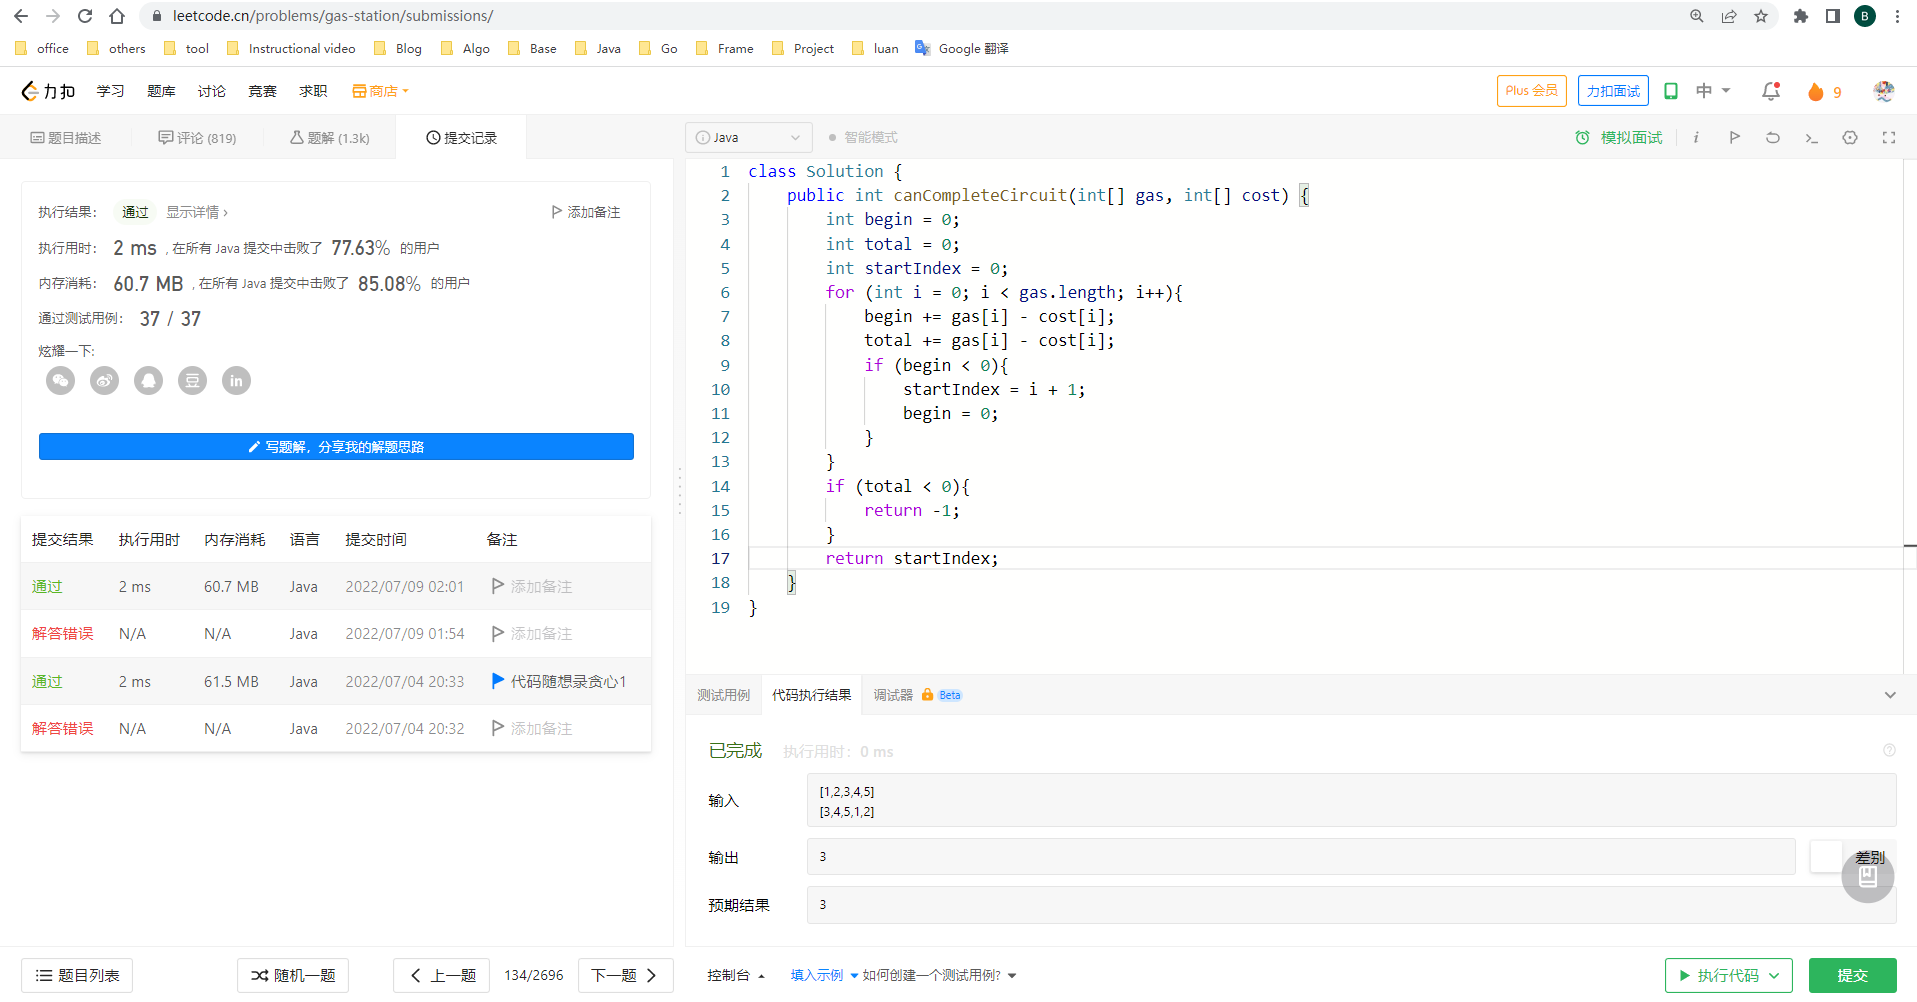 leetcode.cn/problems/gas-station/submissions/
B
office others tool Instructional video Blog Algo Base Java Go Frame Project luan Google 翻译
力扣 学习 题库 讨论 竞赛 求职 商店 Plus 会员 力扣面试 中 9
题目描述 评论 (819) 题解 (1.3k) 提交记录
Java 智能模式 模拟面试
执行结果： 通过 显示详情 › 添加备注
执行用时： 2 ms , 在所有 Java 提交中击败了 77.63% 的用户
内存消耗： 60.7 MB , 在所有 Java 提交中击败了 85.08% 的用户
通过测试用例： 37 / 37
炫耀一下:
豆 in
写题解，分享我的解题思路
提交结果 执行用时 内存消耗 语言 提交时间 备注
通过 2 ms 60.7 MB Java 2022/07/09 02:01 添加备注
解答错误 N/A N/A Java 2022/07/09 01:54 添加备注
通过 2 ms 61.5 MB Java 2022/07/04 20:33 代码随想录贪心1
解答错误 N/A N/A Java 2022/07/04 20:32 添加备注
1 class Solution {
2 public int canCompleteCircuit(int[] gas, int[] cost) {
3 int begin = 0;
4 int total = 0;
5 int startIndex = 0;
6 for (int i = 0; i < gas.length; i++){
7 begin += gas[i] - cost[i];
8 total += gas[i] - cost[i];
9 if (begin < 0){
10 startIndex = i + 1;
11 begin = 0;
12 }
13 }
14 if (total < 0){
15 return -1;
16 }
17 return startIndex;
18 }
19 }
测试用例 代码执行结果 调试器 Beta
已完成 执行用时：0 ms
输入
[1,2,3,4,5]
[3,4,5,1,2]
输出 3 差别
预期结果 3
题目列表 随机一题 上一题 134/2696 下一题 控制台 填入示例 如何创建一个测试用例? 执行代码 提交